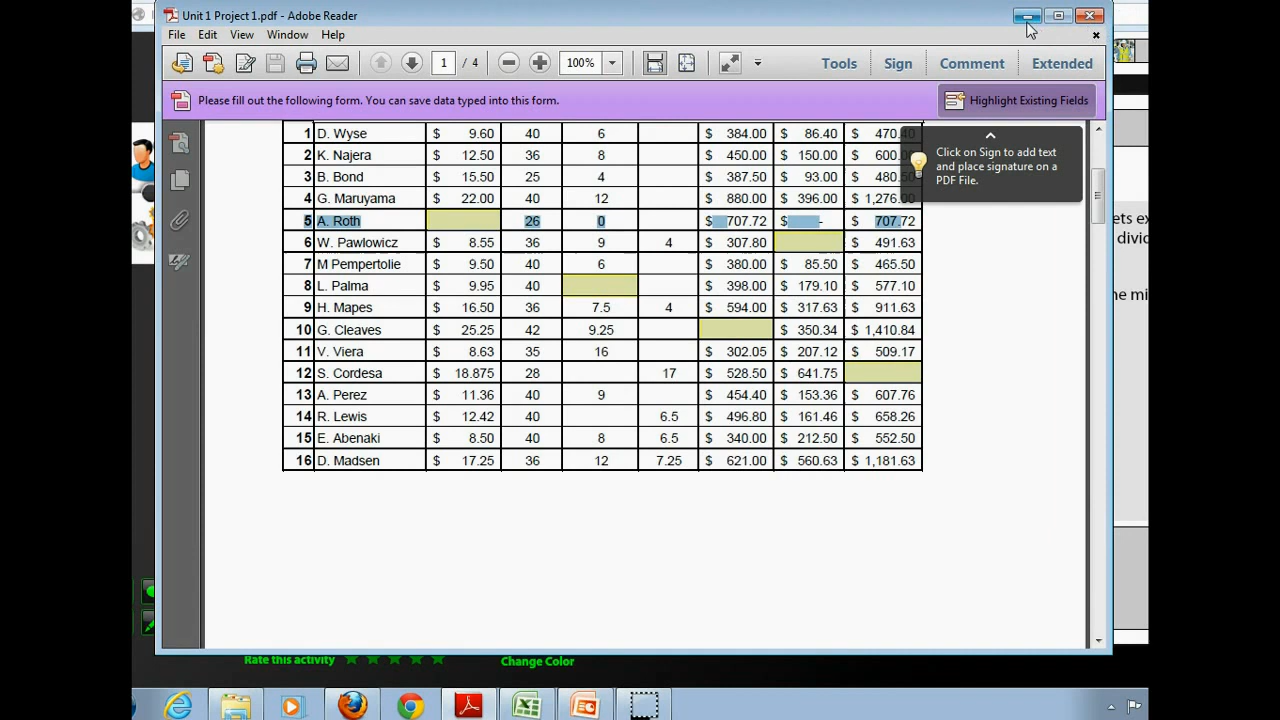 Unit 1 Project 1.pdf - Adobe Reader
File Edit View Window Help
1 / 4 100% Tools Sign Comment Extended
Please fill out the following form. You can save data typed into this form. Highlight Existing Fields
Click on Sign to add text
and place signature on a
PDF File.
1 D. Wyse $ 9.60 40 6 $ 384.00 $ 86.40 $ 470.40
2 K. Najera $ 12.50 36 8 $ 450.00 $ 150.00 $ 600.0
3 B. Bond $ 15.50 25 4 $ 387.50 $ 93.00 $ 480.50
4 G. Maruyama $ 22.00 40 12 $ 880.00 $ 396.00 $ 1,276.00
5 A. Roth 26 0 $ 707.72 $ - $ 707.72
6 W. Pawlowicz $ 8.55 36 9 4 $ 307.80 $ 491.63
7 M Pempertolie $ 9.50 40 6 $ 380.00 $ 85.50 $ 465.50
8 L. Palma $ 9.95 40 $ 398.00 $ 179.10 $ 577.10
9 H. Mapes $ 16.50 36 7.5 4 $ 594.00 $ 317.63 $ 911.63
10 G. Cleaves $ 25.25 42 9.25 $ 350.34 $ 1,410.84
11 V. Viera $ 8.63 35 16 $ 302.05 $ 207.12 $ 509.17
12 S. Cordesa $ 18.875 28 17 $ 528.50 $ 641.75
13 A. Perez $ 11.36 40 9 $ 454.40 $ 153.36 $ 607.76
14 R. Lewis $ 12.42 40 6.5 $ 496.80 $ 161.46 $ 658.26
15 E. Abenaki $ 8.50 40 8 6.5 $ 340.00 $ 212.50 $ 552.50
16 D. Madsen $ 17.25 36 12 7.25 $ 621.00 $ 560.63 $ 1,181.63
ets ex
divid
ne mi
Rate this activity Change Color